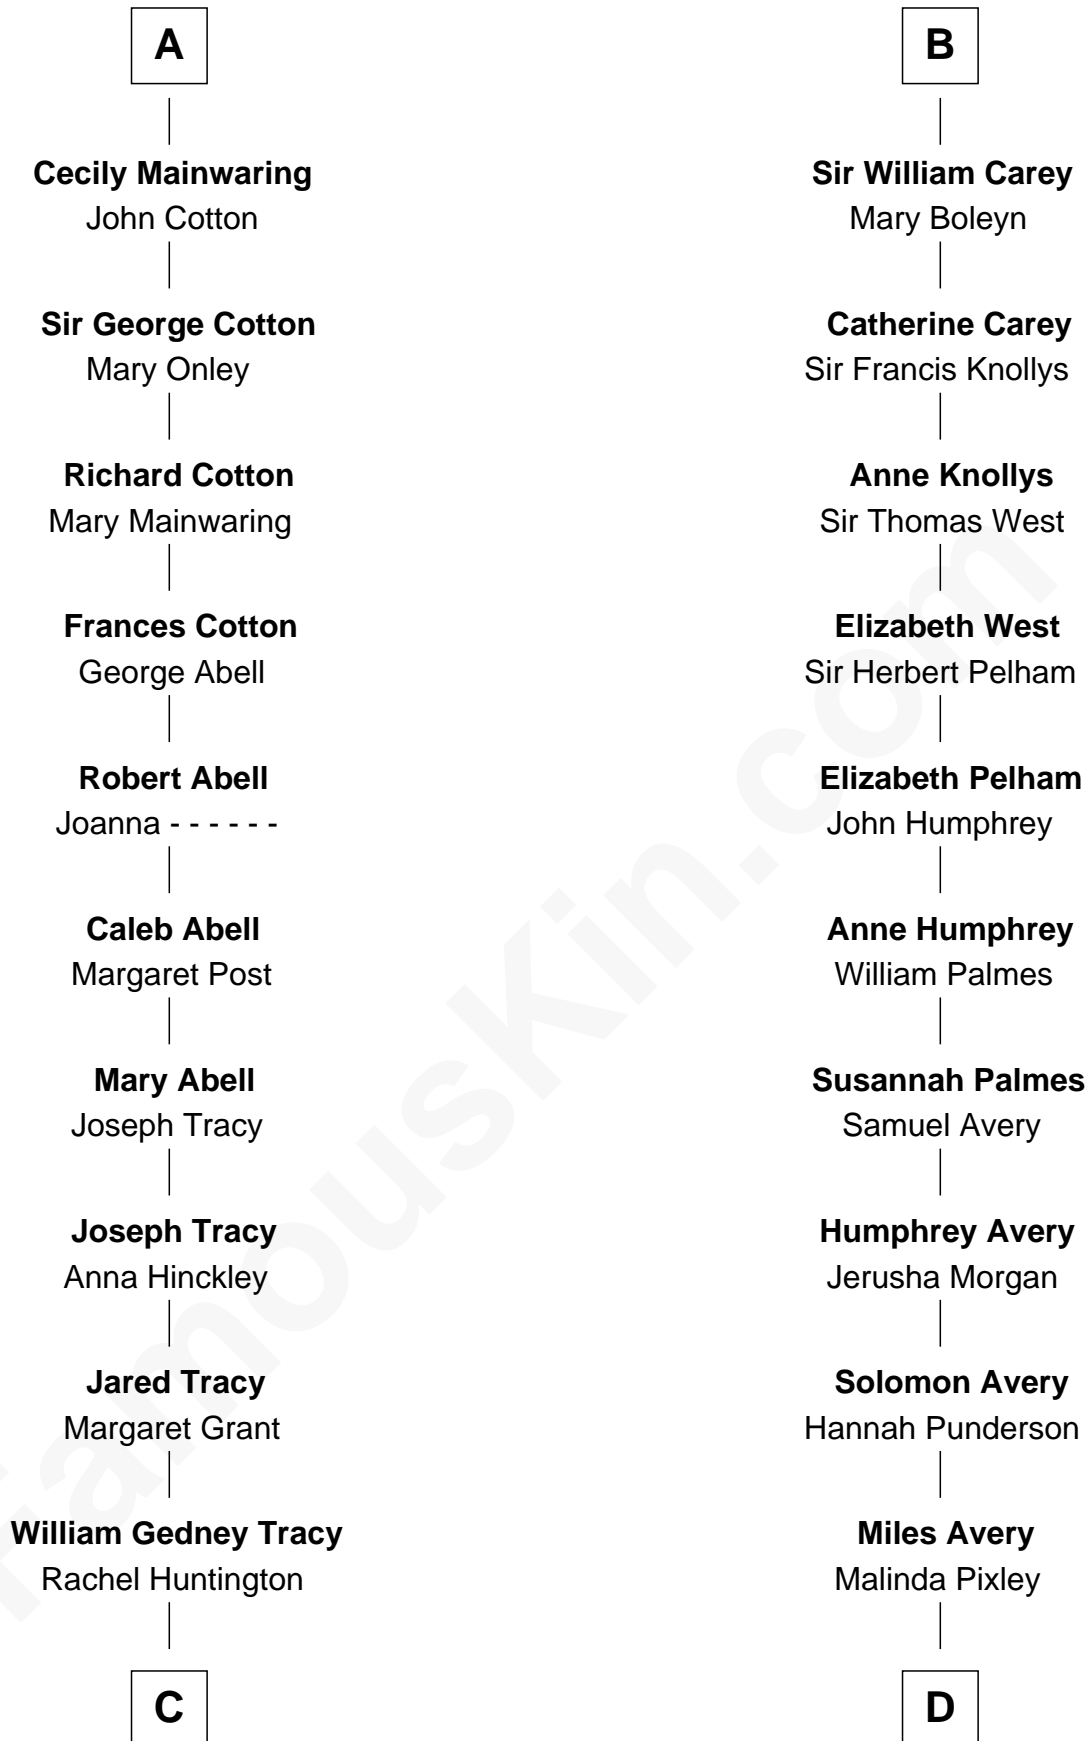 A
Cecily Mainwaring
John Cotton
Sir George Cotton
Mary Onley
Richard Cotton
Mary Mainwaring
Frances Cotton
George Abell
Robert Abell
Joanna - - - - - -
Caleb Abell
Margaret Post
Mary Abell
Joseph Tracy
Joseph Tracy
Anna Hinckley
Jared Tracy
Margaret Grant
William Gedney Tracy
Rachel Huntington
C
B
Sir William Carey
Mary Boleyn
Catherine Carey
Sir Francis Knollys
Anne Knollys
Sir Thomas West
Elizabeth West
Sir Herbert Pelham
Elizabeth Pelham
John Humphrey
Anne Humphrey
William Palmes
Susannah Palmes
Samuel Avery
Humphrey Avery
Jerusha Morgan
Solomon Avery
Hannah Punderson
Miles Avery
Malinda Pixley
D
FamousKin.com